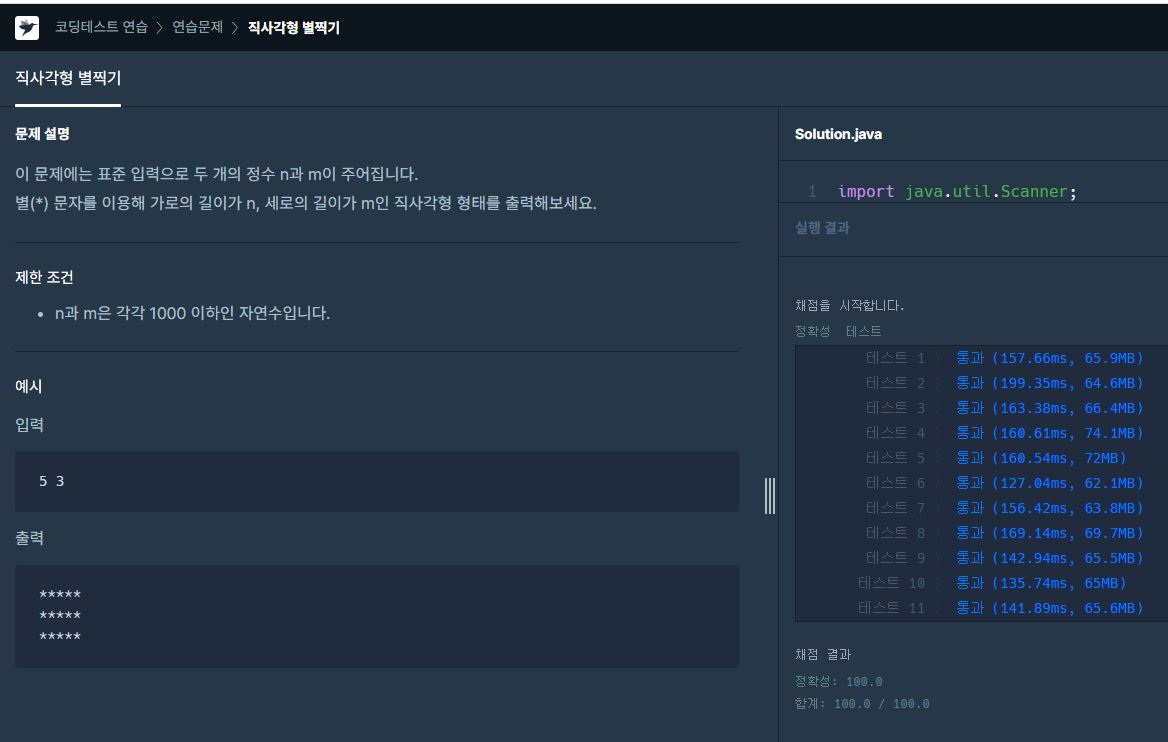 코딩테스트 연습 > 연습문제 > 직사각형 별찍기
직사각형 별찍기
문제 설명
이 문제에는 표준 입력으로 두 개의 정수 n과 m이 주어집니다.
별(*) 문자를 이용해 가로의 길이가 n, 세로의 길이가 m인 직사각형 형태를 출력해보세요.
제한 조건
• n과 m은 각각 1000 이하인 자연수입니다.
예시
입력
5 3
출력
*****
*****
*****
Solution.java
1 import java.util.Scanner;
실행 결과
채점을 시작합니다.
정확성 테스트
테스트 1 〉 통과 (157.66ms, 65.9MB)
테스트 2 〉 통과 (199.35ms, 64.6MB)
테스트 3 〉 통과 (163.38ms, 66.4MB)
테스트 4 〉 통과 (160.61ms, 74.1MB)
테스트 5 〉 통과 (160.54ms, 72MB)
테스트 6 〉 통과 (127.04ms, 62.1MB)
테스트 7 〉 통과 (156.42ms, 63.8MB)
테스트 8 〉 통과 (169.14ms, 69.7MB)
테스트 9 〉 통과 (142.94ms, 65.5MB)
테스트 10 〉 통과 (135.74ms, 65MB)
테스트 11 〉 통과 (141.89ms, 65.6MB)
채점 결과
정확성: 100.0
합계: 100.0 / 100.0